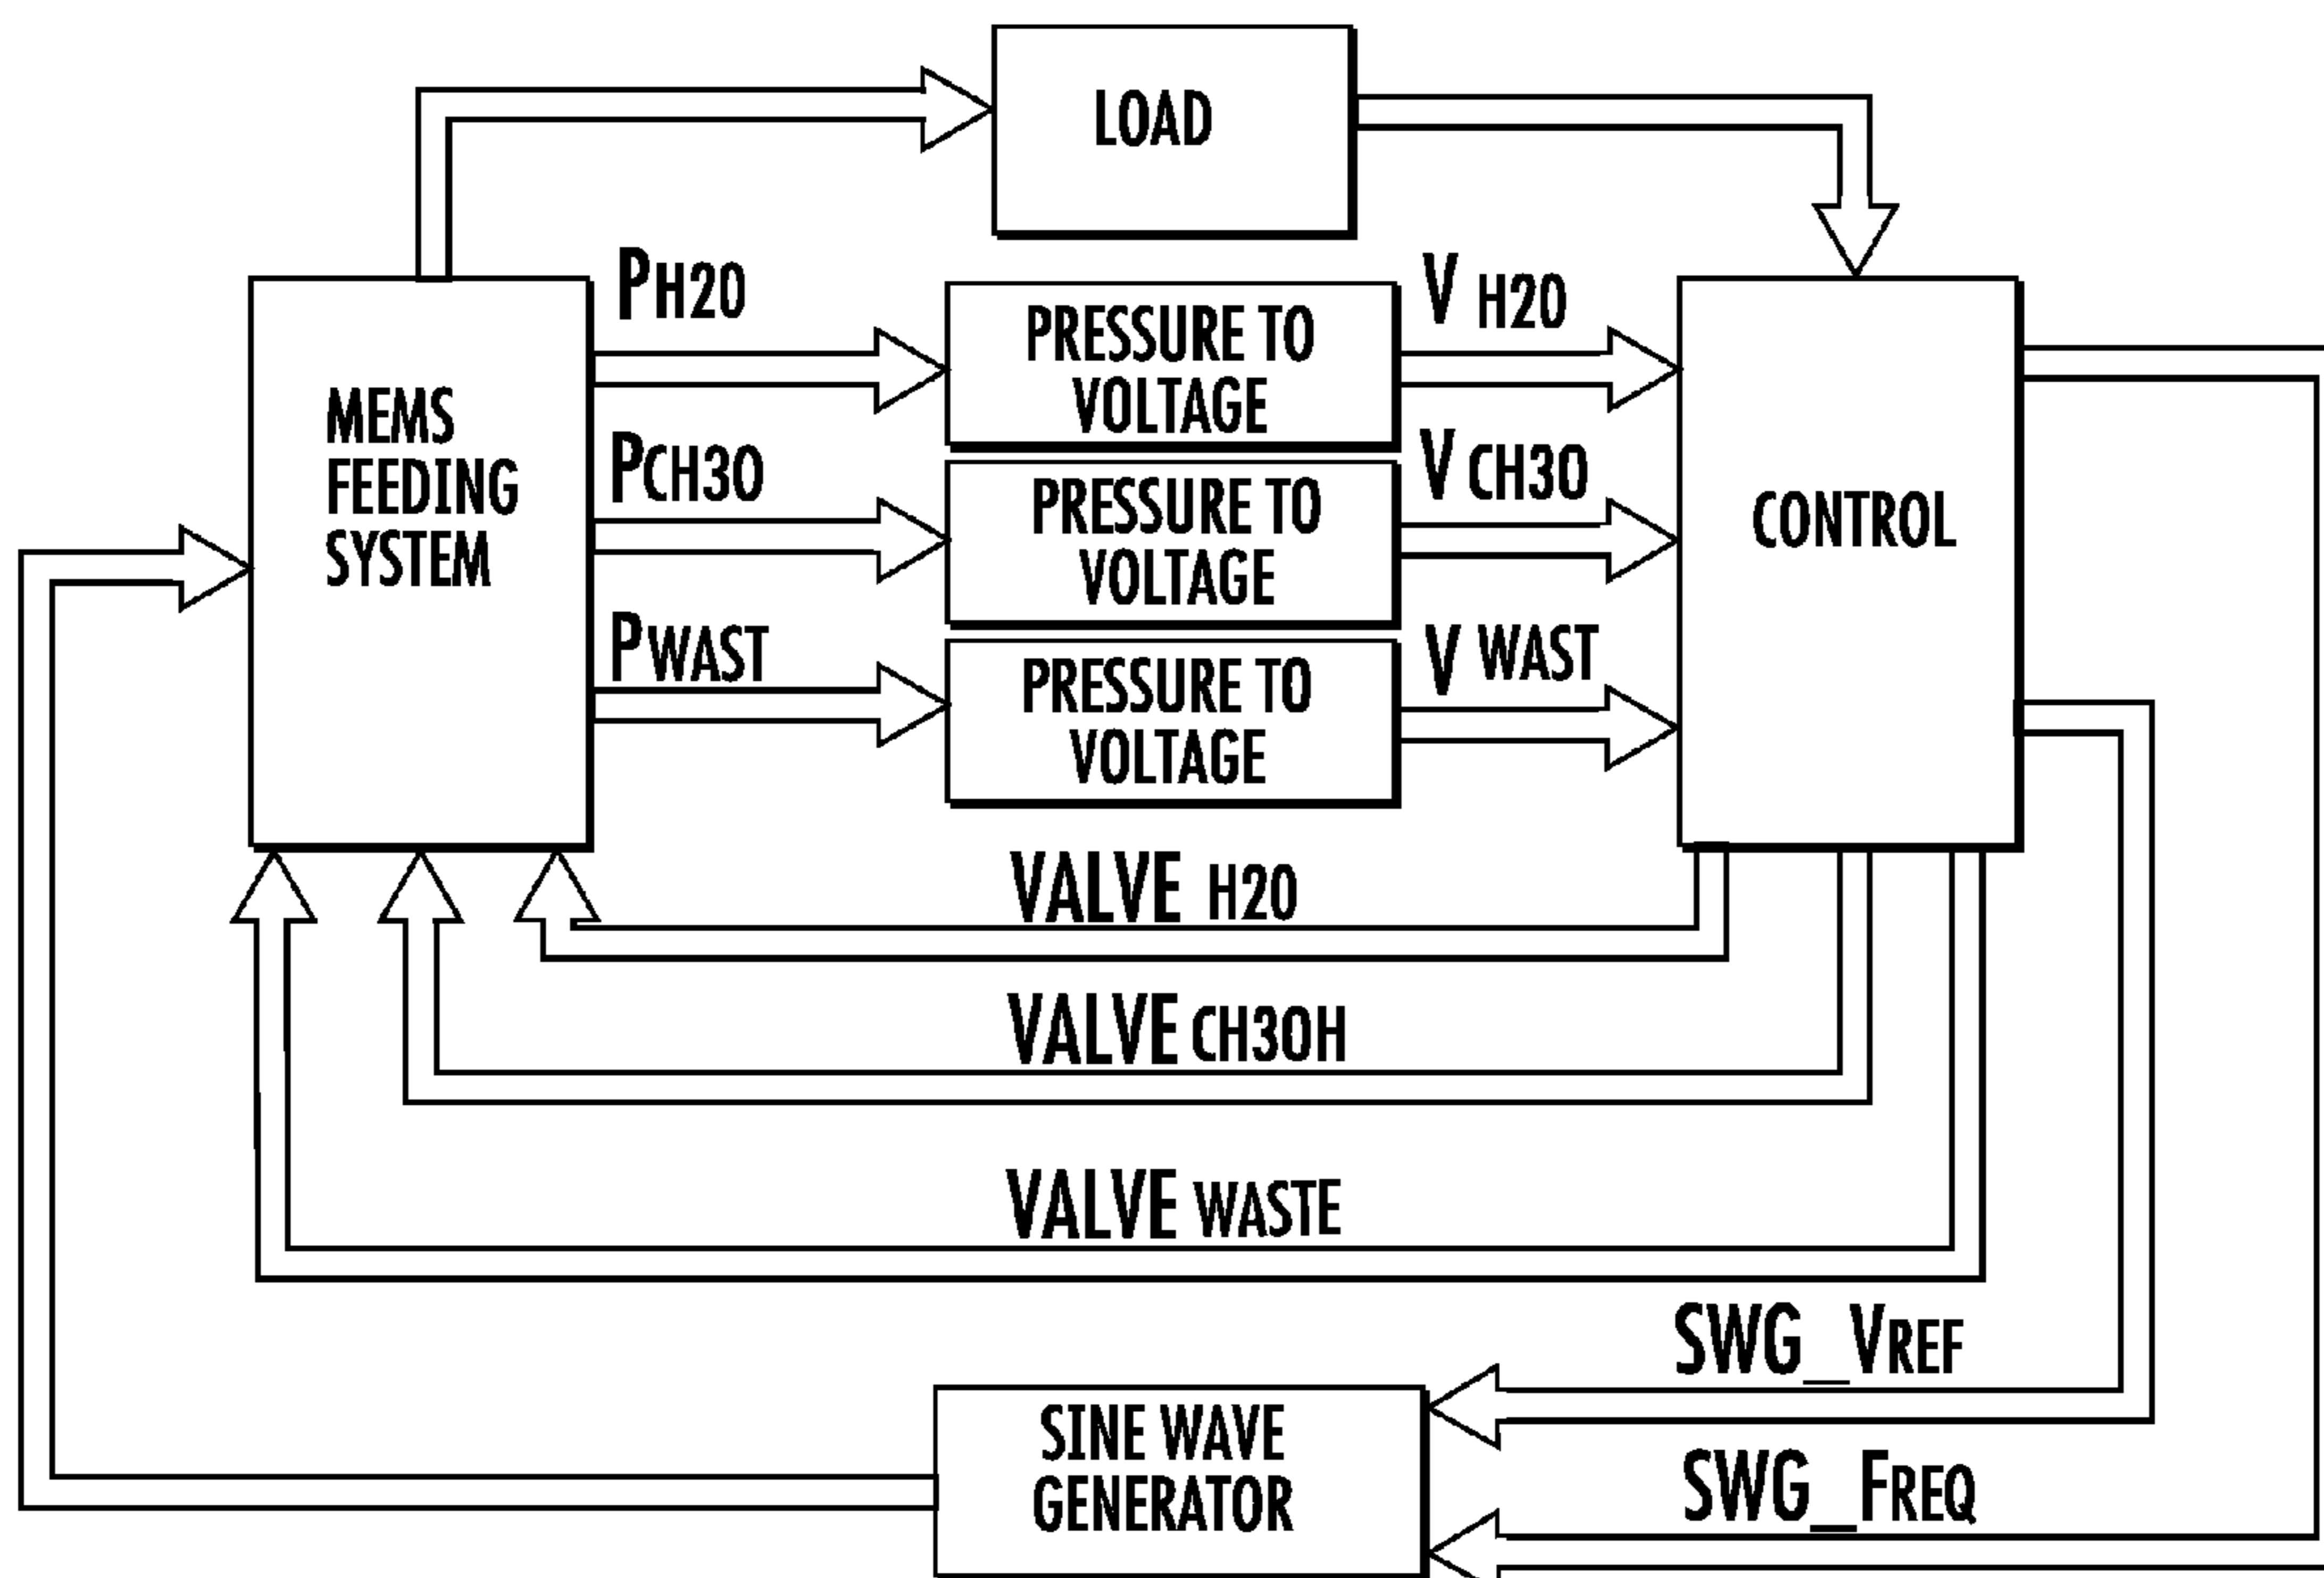 LOAD
PH20
V H20
PRESSURE TO
VOLTAGE
MEMS
FEEDING
SYSTEM
PCH30
V CH30
PRESSURE TO
VOLTAGE
CONTROL
PWAST
V WAST
PRESSURE TO
VOLTAGE
VALVE H20
VALVE CH3OH
VALVE WASTE
SWG_VREF
SINE WAVE
GENERATOR
SWG_FREQ